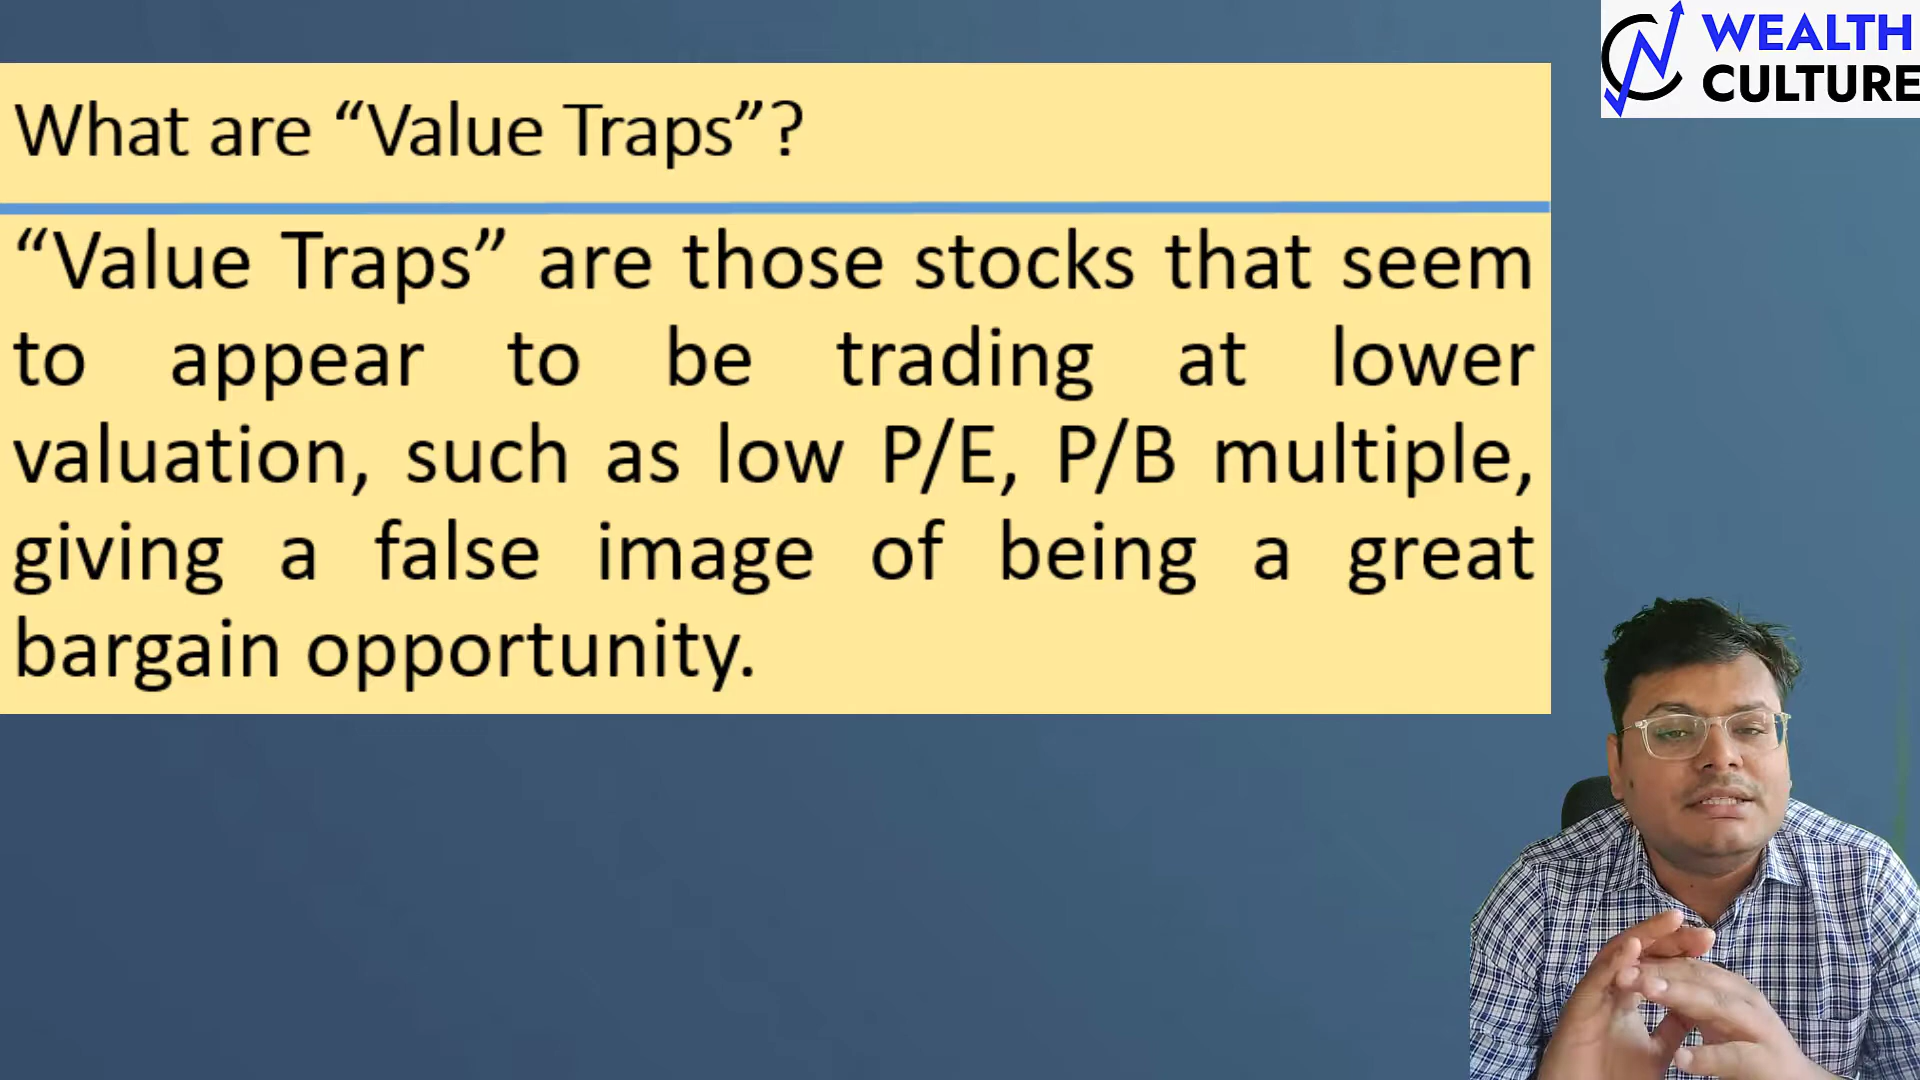 WEALTH
CULTURE
What are “Value Traps”?
“Value Traps” are those stocks that seem
to appear to be trading at lower
valuation, such as low P/E, P/B multiple,
giving a false image of being a great
bargain opportunity.